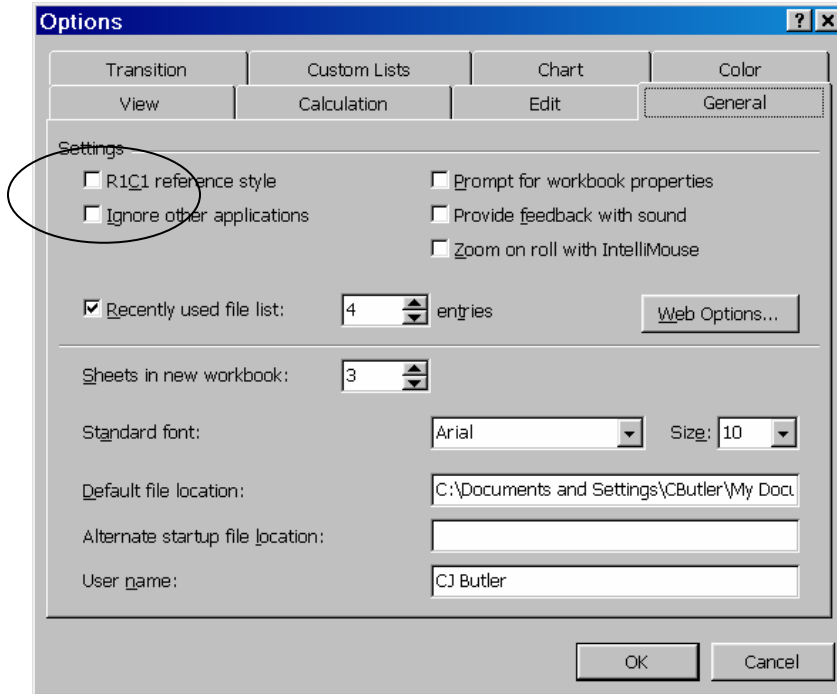 Options
Transition Custom Lists Chart Color
View Calculation Edit General
Settings
R1C1 reference style Prompt for workbook properties
Ignore other applications Provide feedback with sound
Zoom on roll with IntelliMouse
Recently used file list: 4 entries Web Options...
Sheets in new workbook: 3
Standard font: Arial Size: 10
Default file location: C:\Documents and Settings\CButler\My Docu
Alternate startup file location:
User name: CJ Butler
OK Cancel